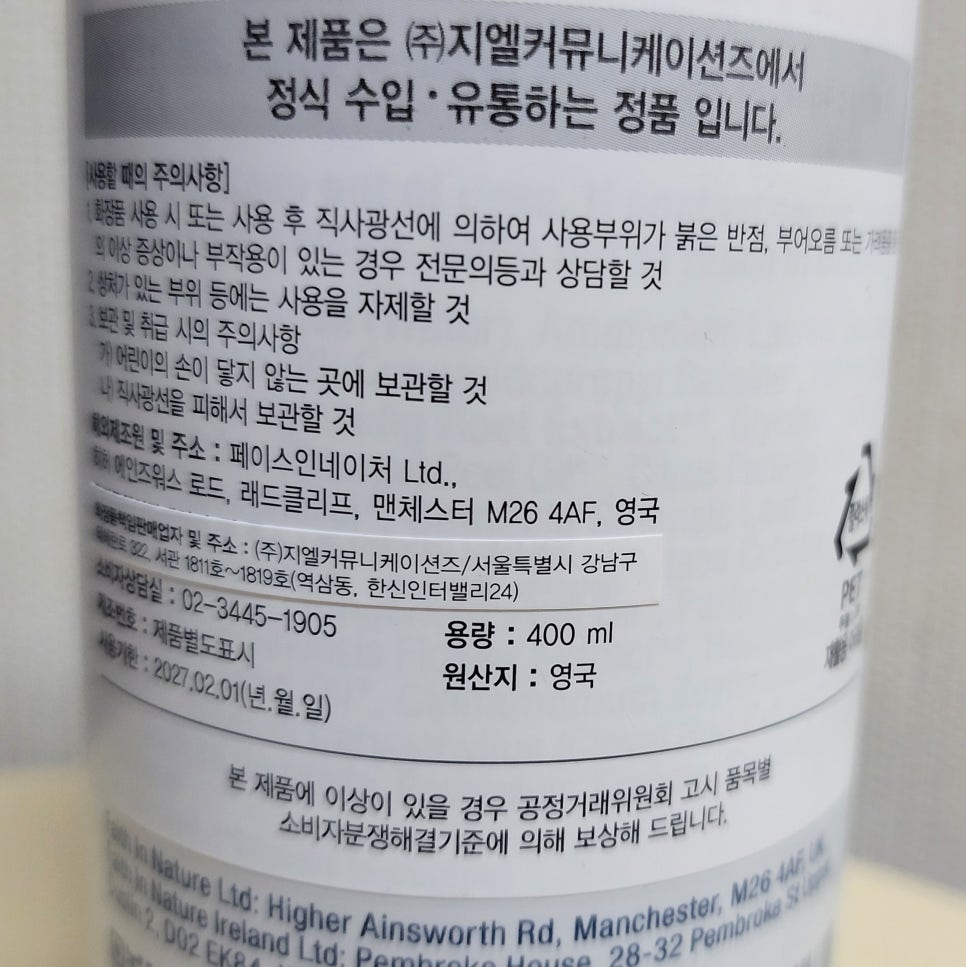 본 제품은 ㈜지엘커뮤니케이션즈에서
정식 수입·유통하는 정품 입니다.
[사용할 때의 주의사항]
1. 화장품 사용 시 또는 사용 후 직사광선에 의하여 사용부위가 붉은 반점, 부어오름 또는
의 이상 증상이나 부작용이 있는 경우 전문의등과 상담할 것
2. 상처가 있는 부위 등에는 사용을 자제할 것
3. 보관 및 취급 시의 주의사항
가) 어린이의 손이 닿지 않는 곳에 보관할 것
나) 직사광선을 피해서 보관할 것
해외제조원 및 주소 : 페이스인네이처 Ltd.,
에인즈워스 로드, 래드클리프, 맨체스터 M26 4AF, 영국
화장품책임판매업자 및 주소 : (주)지엘커뮤니케이션즈/서울특별시 강남구
322, 서관 1811호~1819호(역삼동, 한신인터밸리24)
소비자상담실 : 02-3445-1905
제조번호 : 제품별도표시
사용기한 : 2027.02.01(년.월.일)
용량 : 400 ml
원산지 : 영국
PET
본 제품에 이상이 있을 경우 공정거래위원회 고시 품목별
소비자분쟁해결기준에 의해 보상해 드립니다.
Faith In Nature Ltd: Higher Ainsworth Rd, Manchester, M26 4AF, UK
Faith In Nature Ireland Ltd: Pembroke House, 28-32 Pembroke St Upper,
Dublin 2, D02 EK84,